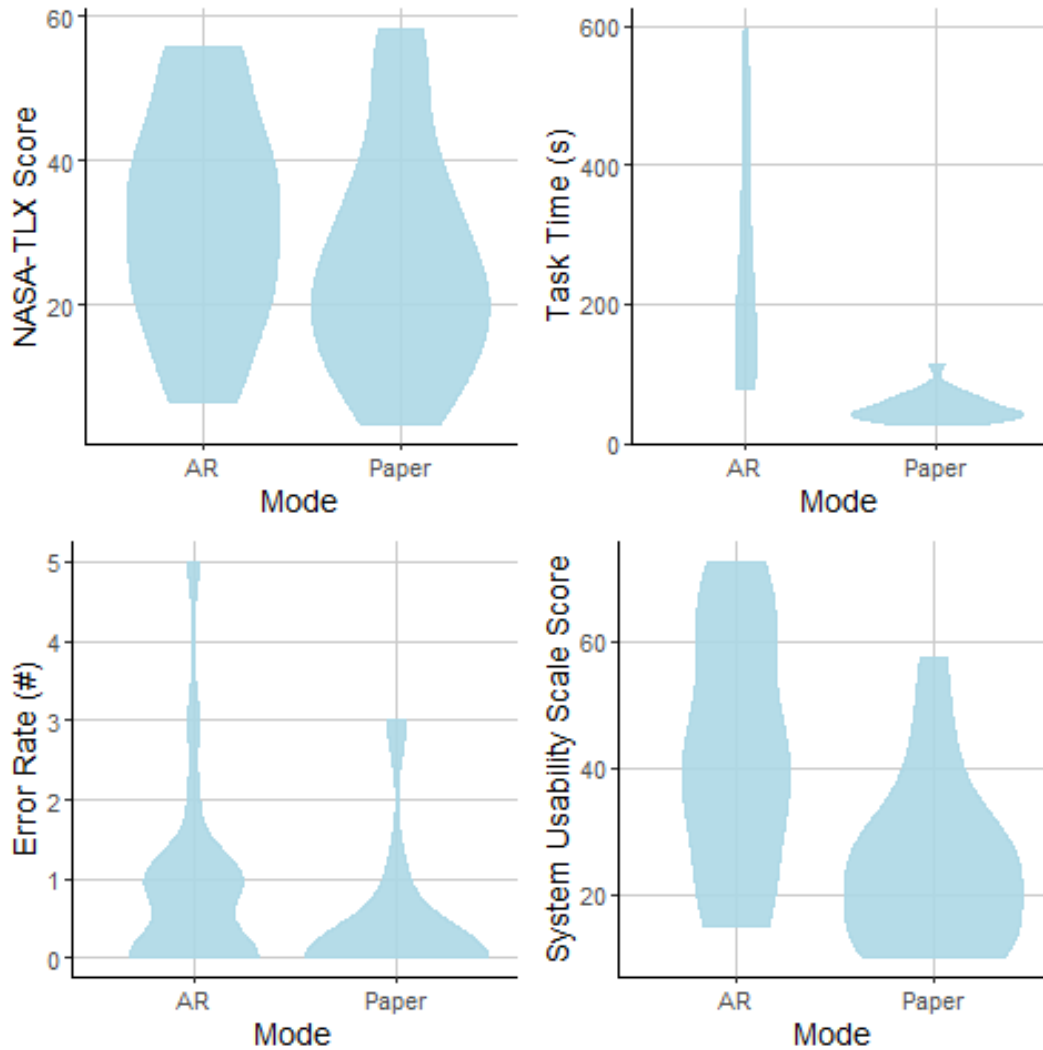 NASA-TLX Score
60
40
20
AR
Paper
Mode
Task Time (s)
600
400
200
0
AR
Paper
Mode
Error Rate (#)
5
4
3
2
1
0
AR
Paper
Mode
System Usability Scale Score
60
40
20
AR
Paper
Mode